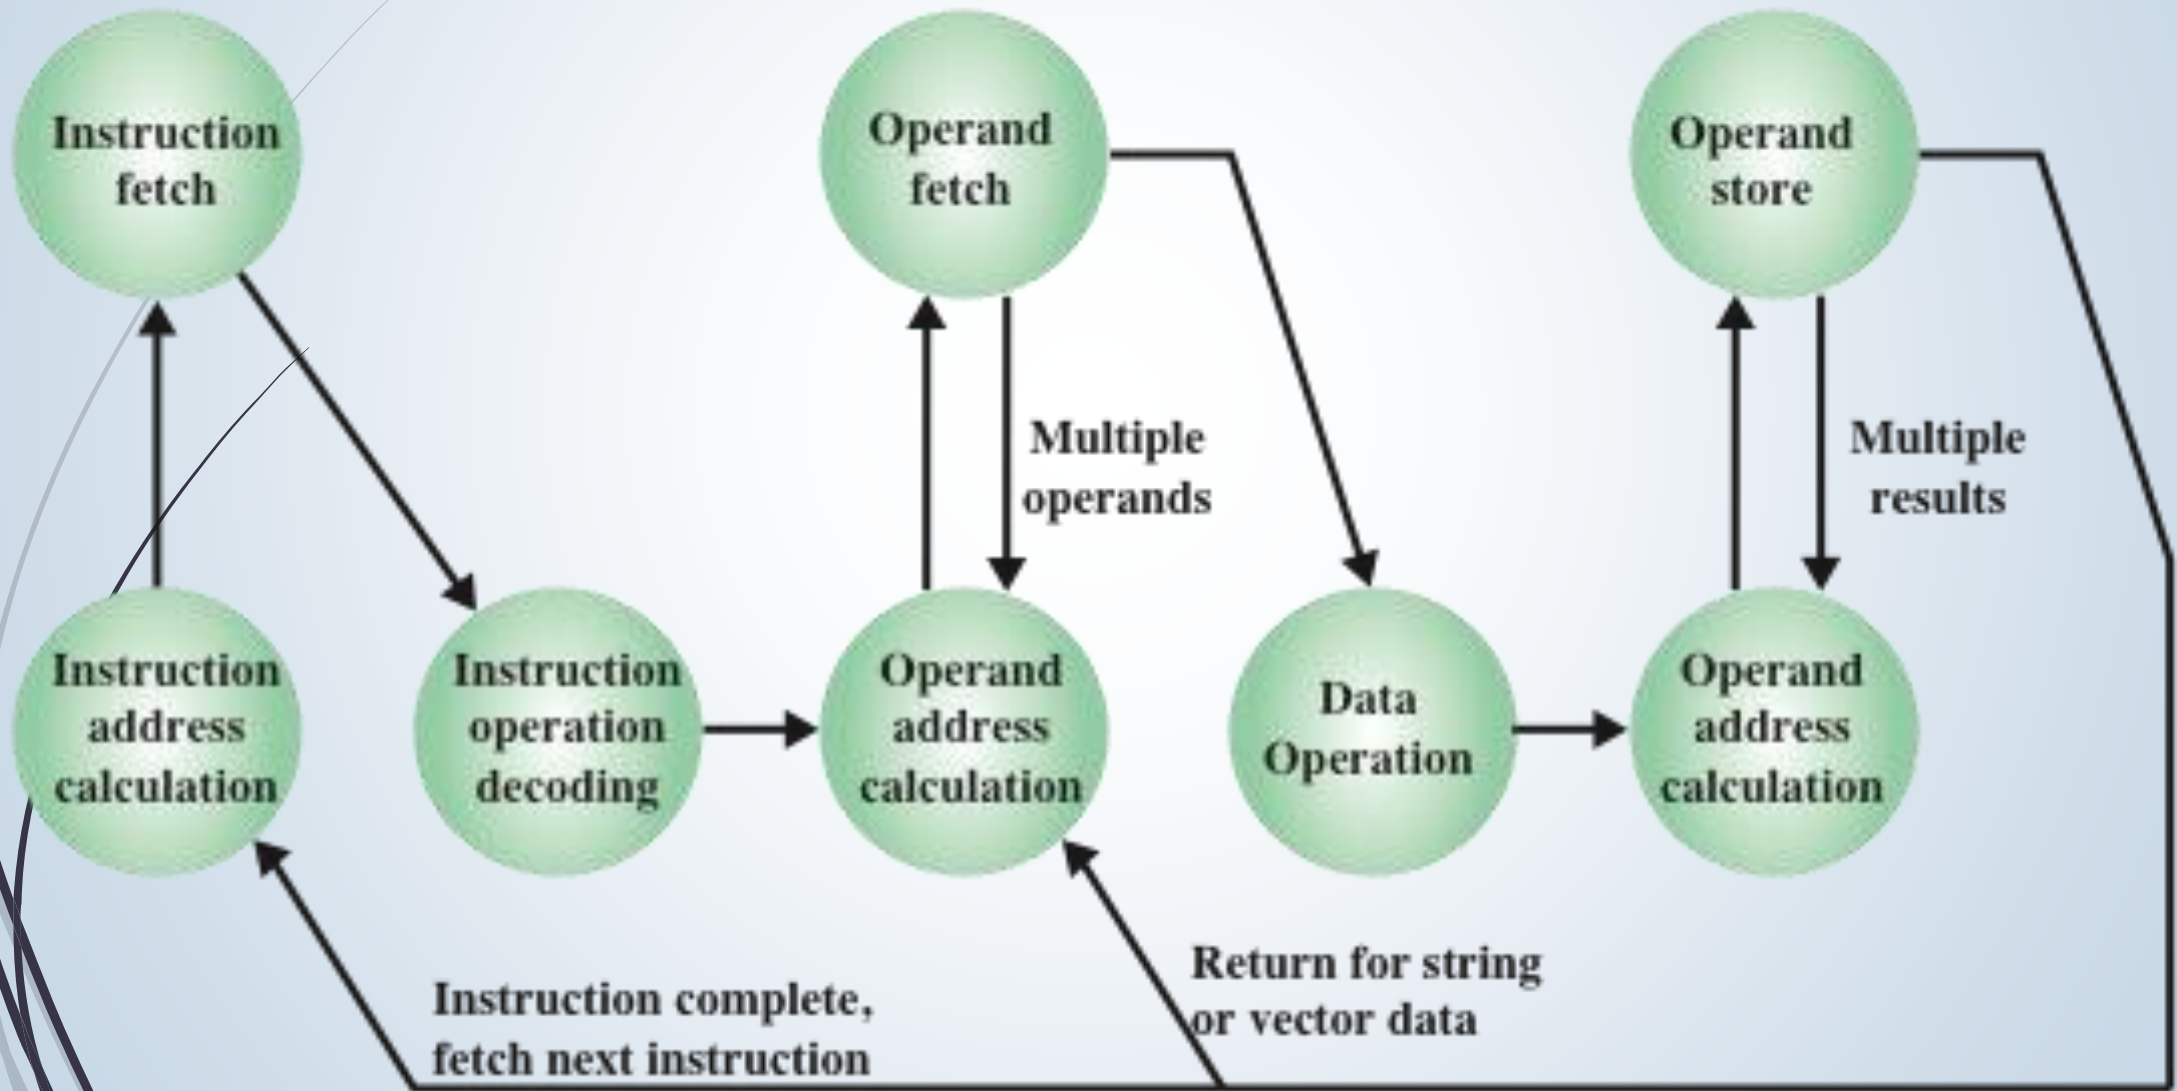 Instruction
fetch
Operand
fetch
Operand
store
Multiple
operands
Multiple
results
Instruction
address
calculation
Instruction
operation
decoding
Operand
address
calculation
Data
Operation
Operand
address
calculation
Instruction complete,
fetch next instruction
Return for string
or vector data